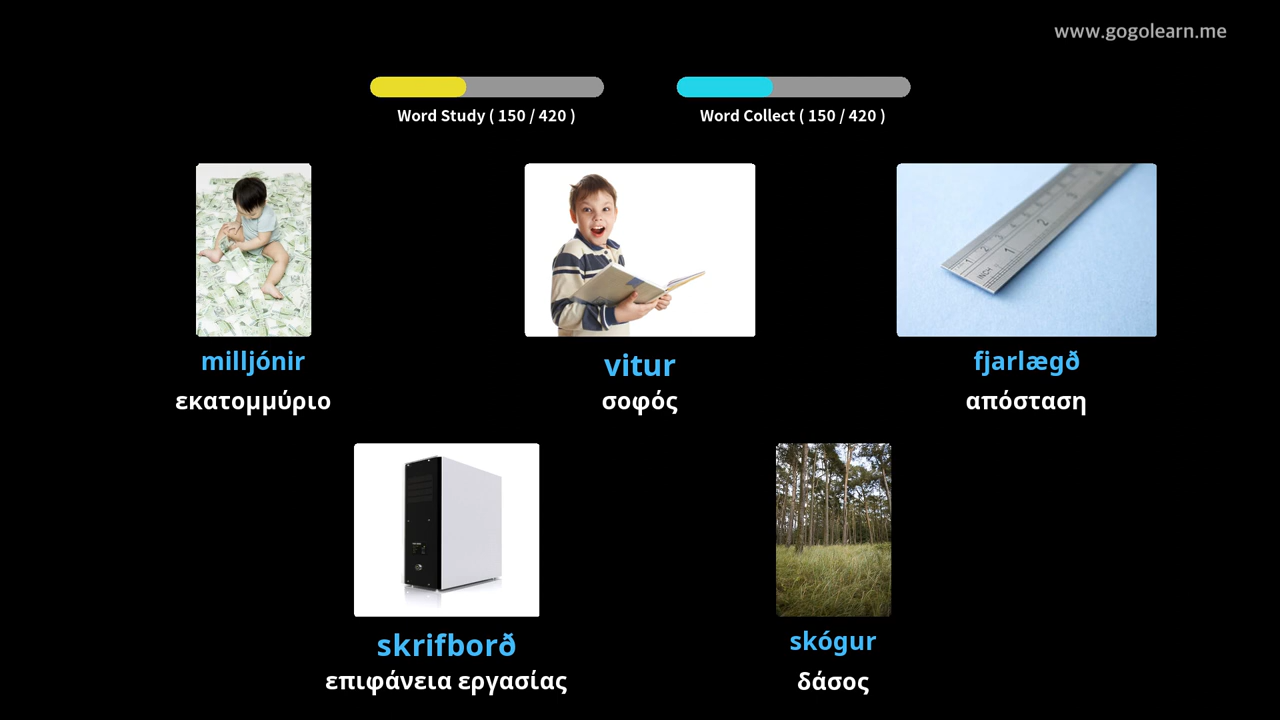 www.gogolearn.me
Word Study ( 150 / 420 )
Word Collect ( 150 / 420 )
milljónir
εκατομμύριο
vitur
σοφός
fjarlægð
απόσταση
skrifborð
επιφάνεια εργασίας
skógur
δάσος